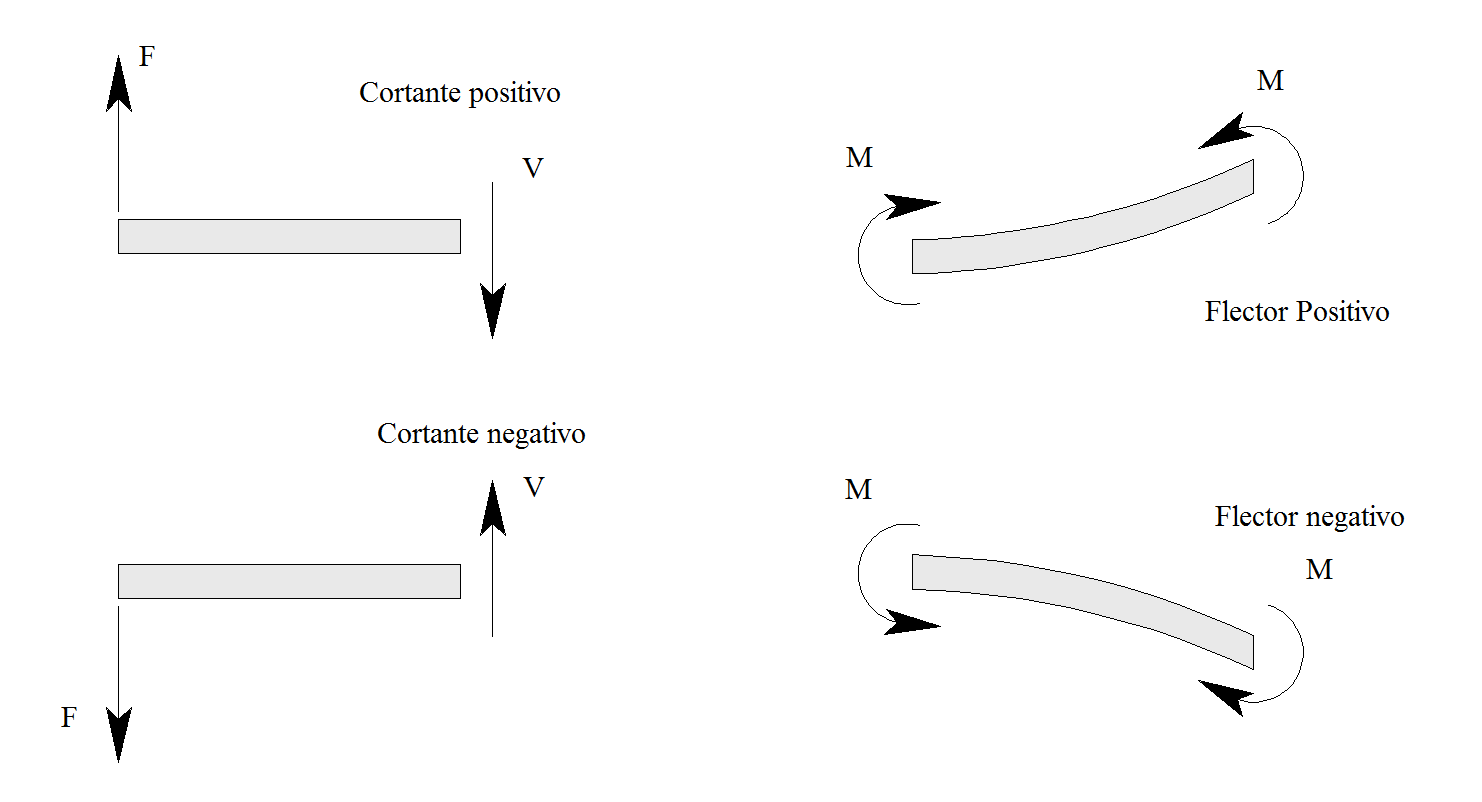 F
Cortante positivo
V
M
M
Flector Positivo
Cortante negativo
V
F
M
Flector negativo
M